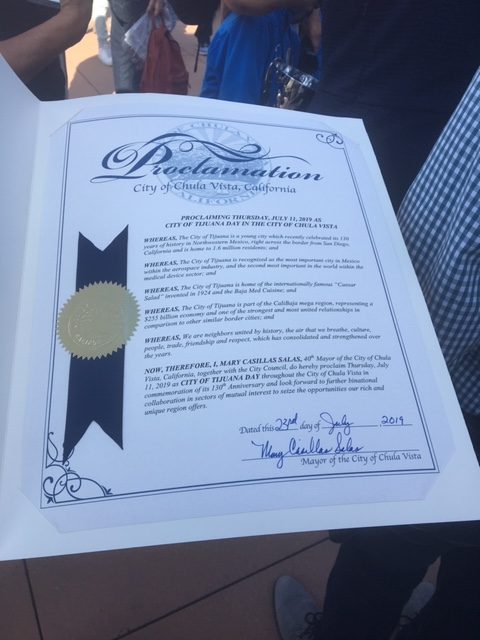 Proclamation
City of Chula Vista, California
PROCLAIMING THURSDAY, JULY 11, 2019 AS
CITY OF TIJUANA DAY IN THE CITY OF CHULA VISTA
WHEREAS, The City of Tijuana is a young city which recently celebrated its 130
years of history in Northwestern Mexico, right across the border from San Diego,
California and is home to 1.6 million residents; and
WHEREAS, The City of Tijuana is recognized as the most important city in Mexico
within the aerospace industry, and the second most important in the world within the
medical device sector; and
WHEREAS, The City of Tijuana is home of the internationally famous "Caesar
Salad" invented in 1924 and the Baja Med Cuisine; and
WHEREAS, The City of Tijuana is part of the CaliBaja mega region, representing a
$255 billion economy and one of the strongest and most united relationships in
comparison to other similar border cities; and
WHEREAS, We are neighbors united by history, the air that we breathe, culture,
people, trade, friendship and respect, which has consolidated and strengthened over
the years.
NOW, THEREFORE, I, MARY CASILLAS SALAS, 40th Mayor of the City of Chula
Vista, California, together with the City Council, do hereby proclaim Thursday, July
11, 2019 as CITY OF TIJUANA DAY throughout the City of Chula Vista in
commemoration of its 130th Anniversary and look forward to further binational
collaboration in sectors of mutual interest to seize the opportunities our rich and
unique region offers.
Dated this 23rd day of July, 2019
Mary Casillas Salas
Mayor of the City of Chula Vista